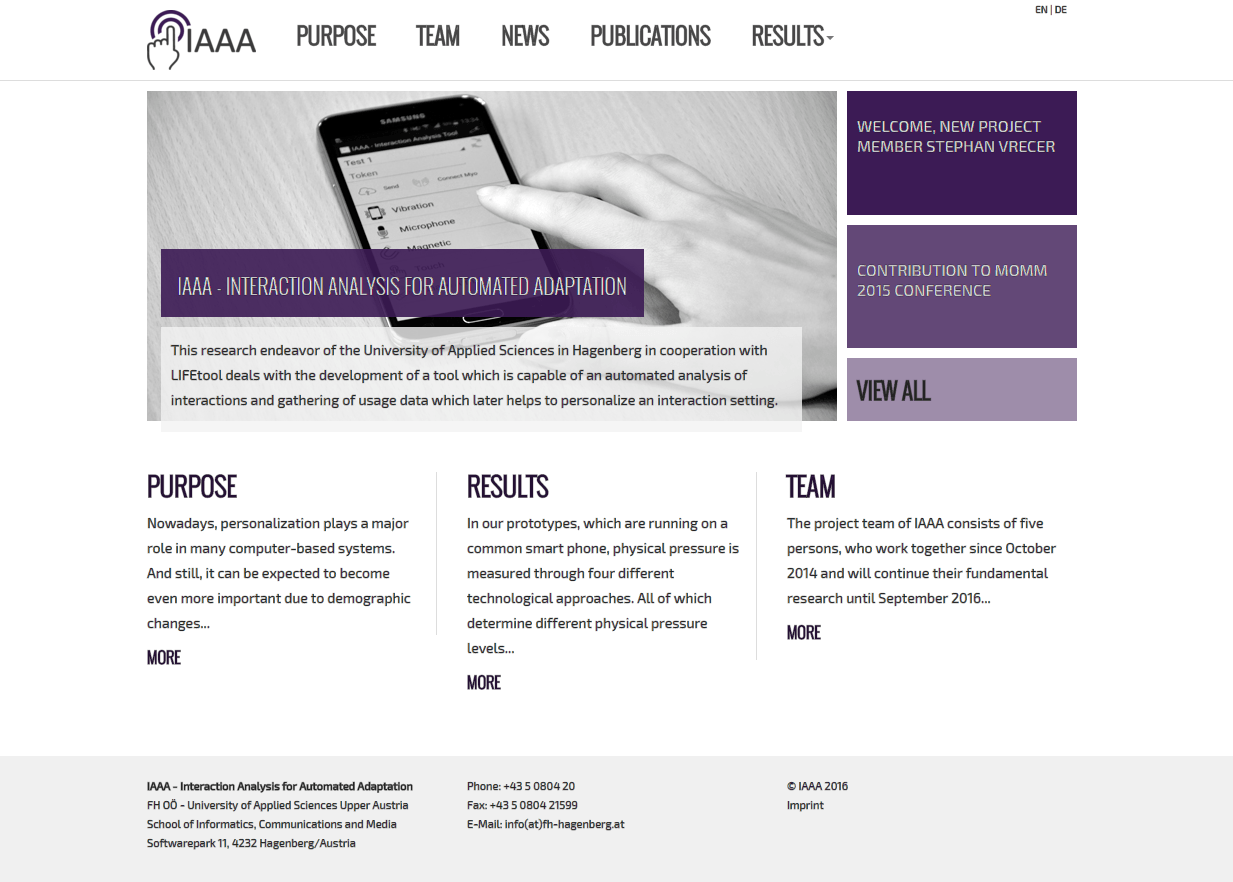 EN | DE
IAAA
PURPOSE
TEAM
NEWS
PUBLICATIONS
RESULTS
SAMSUNG
13:34
IAAA - Interaction Analysis Tool
Test 1
Token
Send
Connect Myo
Vibration
Microphone
Magnetic
Touch
IAAA - INTERACTION ANALYSIS FOR AUTOMATED ADAPTATION
This research endeavor of the University of Applied Sciences in Hagenberg in cooperation with
LIFEtool deals with the development of a tool which is capable of an automated analysis of
interactions and gathering of usage data which later helps to personalize an interaction setting.
WELCOME, NEW PROJECT
MEMBER STEPHAN VRECER
CONTRIBUTION TO MOMM
2015 CONFERENCE
VIEW ALL
PURPOSE
Nowadays, personalization plays a major
role in many computer-based systems.
And still, it can be expected to become
even more important due to demographic
changes...
MORE
RESULTS
In our prototypes, which are running on a
common smart phone, physical pressure is
measured through four different
technological approaches. All of which
determine different physical pressure
levels...
MORE
TEAM
The project team of IAAA consists of five
persons, who work together since October
2014 and will continue their fundamental
research until September 2016...
MORE
IAAA - Interaction Analysis for Automated Adaptation
FH OÖ - University of Applied Sciences Upper Austria
School of Informatics, Communications and Media
Softwarepark 11, 4232 Hagenberg/Austria
Phone: +43 5 0804 20
Fax: +43 5 0804 21599
E-Mail: info(at)fh-hagenberg.at
© IAAA 2016
Imprint